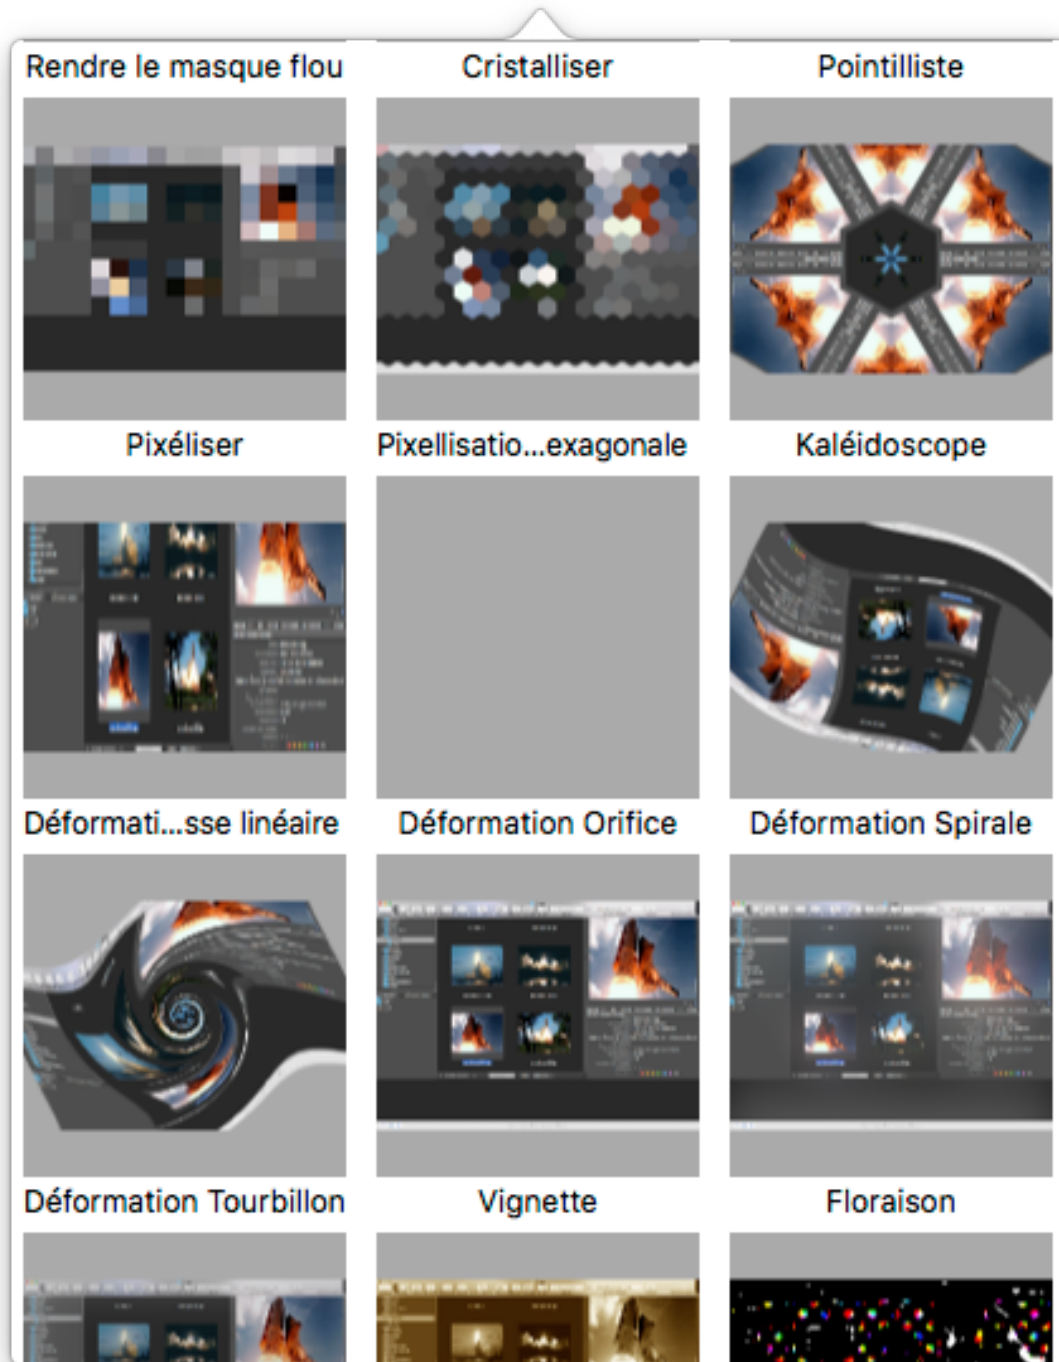 Rendre le masque flou
Cristalliser
Pointilliste
Pixéliser
Pixellisatio...exagonale
Kaléidoscope
Déformati...sse linéaire
Déformation Orifice
Déformation Spirale
Déformation Tourbillon
Vignette
Floraison